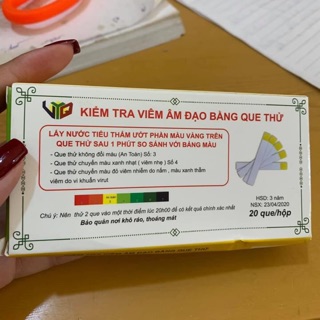 KIỂM TRA VIÊM ÂM ĐẠO BẰNG QUE THỬ
LẤY NƯỚC TIỂU THẤM ƯỚT PHẦN MÀU VÀNG TRÊN
QUE THỬ SAU 1 PHÚT SO SÁNH VỚI BẢNG MÀU
- Que thử không đổi màu (An Toàn) Số: 3
- Que thử chuyển màu xanh nhạt ( viêm nhẹ ) Số 4
- Que thử chuyển màu đỏ viêm nhiễm do nấm , màu xanh thẫm
viêm do vi khuẩn virut
Chú ý: Nên thử 2 que vào một thời điểm lúc 20h00 để có kết quả chính xác nhất
Bảo quản nơi khô ráo, thoáng mát
HSD: 3 năm
NSX: 23/04/2020
20 que/hộp